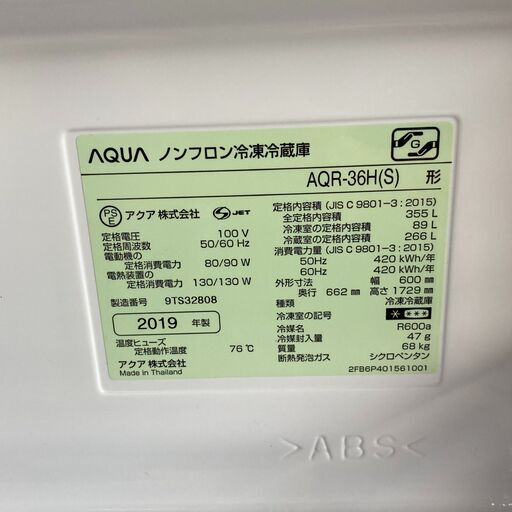 AQUA ノンフロン冷凍冷蔵庫
G
AQR-36H(S) 形
PS
E
アクア 株式会社
S JET
定格電圧 100 V
定格周波数 50/60 Hz
電動機の
定格消費電力 80/90 W
電熱装置の
定格消費電力 130/130 W
製造番号 9TS32808
2019 年製
温度ヒューズ
定格動作温度 76℃
アクア 株式会社
Made in Thailand
定格内容積 (JIS C 9801-3 : 2015)
全定格内容積 355 L
冷凍室の定格内容積 89 L
冷蔵室の定格内容積 266 L
消費電力量 (JIS C 9801-3 : 2015)
50Hz 420 kWh/年
60Hz 420 kWh/年
外形寸法 幅 600 mm
奥行 662 mm 高さ 1729 mm
種類 冷凍冷蔵庫
冷凍室の記号
冷媒名 R600a
冷媒封入量 47 g
質量 68 kg
断熱発泡ガス シクロペンタン
2FB6P401561001
>ABS<